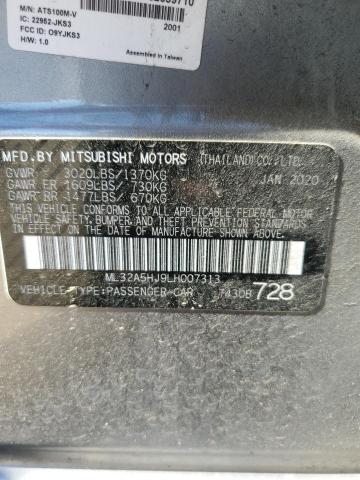 M/N: ATS100M-V
IC: 22952-JKS3 2001
FCC ID: O9YJKS3
H/W: 1.0
Assembled in Taiwan
MFD.BY MITSUBISHI MOTORS (THAILAND)CO.,LTD.
GVWR 3020LBS/1370KG JAN 2020
GAWR FR 1609LBS/ 730KG
GAWR RR 1477LBS/ 670KG
THIS VEHICLE CONFORMS TO ALL APPLICABLE
FEDERAL MOTOR VEHICLE
SAFETY, BUMPER, AND THEFT PREVENTION
STANDARDS IN EFFECT ON THE DATE OF
MANUFACTURE SHOWN ABOVE.
ML32A5HJ9LH007313
VEHICLE-TYPE:PASSENGER-CAR 728